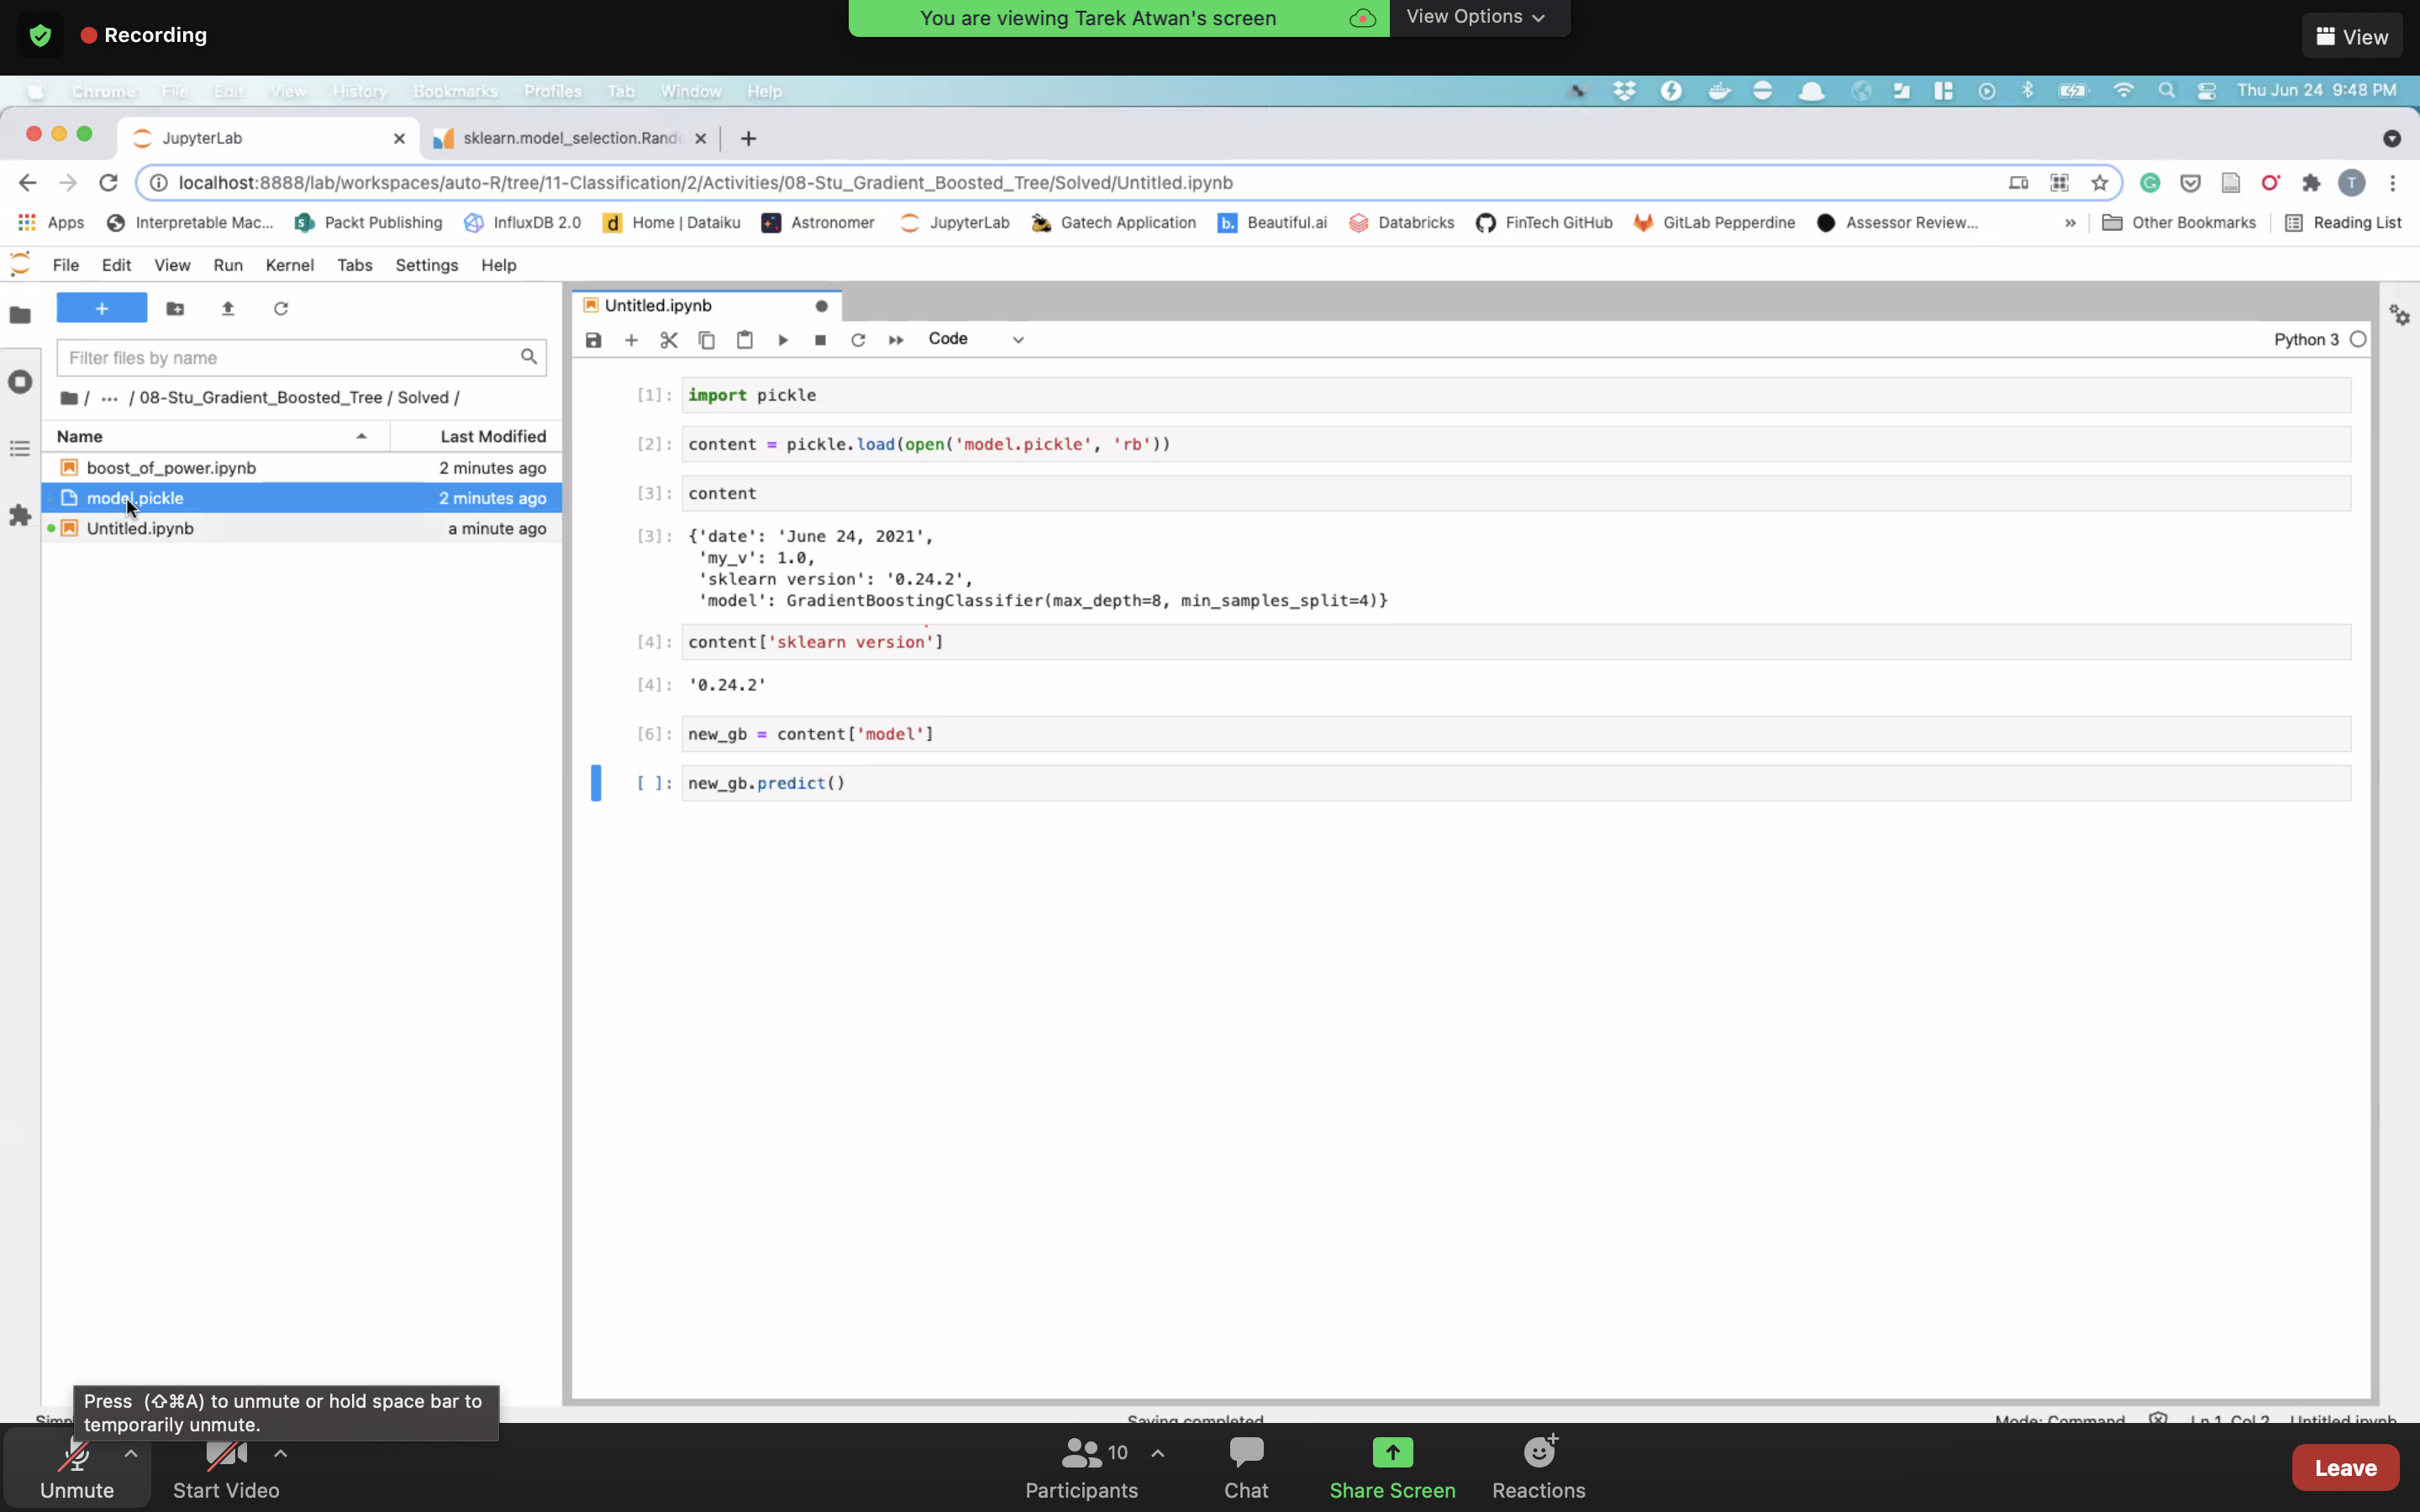 Recording
You are viewing Tarek Atwan's screen
View Options
View
Chrome File Edit View History Bookmarks Profiles Tab Window Help
Thu Jun 24 9:48 PM
JupyterLab
sklearn.model_selection.Rand
localhost:8888/lab/workspaces/auto-R/tree/11-Classification/2/Activities/08-Stu_Gradient_Boosted_Tree/Solved/Untitled.ipynb
T
Apps
Interpretable Mac...
Packt Publishing
InfluxDB 2.0
Home | Dataiku
Astronomer
JupyterLab
Gatech Application
Beautiful.ai
Databricks
FinTech GitHub
GitLab Pepperdine
Assessor Review...
»
Other Bookmarks
Reading List
File Edit View Run Kernel Tabs Settings Help
Filter files by name
/ ... / 08-Stu_Gradient_Boosted_Tree / Solved /
Name Last Modified
boost_of_power.ipynb 2 minutes ago
model.pickle 2 minutes ago
Untitled.ipynb a minute ago
Untitled.ipynb
Code
Python 3
[1]: import pickle
[2]: content = pickle.load(open('model.pickle', 'rb'))
[3]: content
[3]: {'date': 'June 24, 2021',
'my_v': 1.0,
'sklearn version': '0.24.2',
'model': GradientBoostingClassifier(max_depth=8, min_samples_split=4)}
[4]: content['sklearn version']
[4]: '0.24.2'
[6]: new_gb = content['model']
[ ]: new_gb.predict()
Press (⇧⌘A) to unmute or hold space bar to
temporarily unmute.
Saving completed
Mode: Command
Ln 1, Col 2
Untitled.ipynb
Unmute
Start Video
10
Participants
Chat
Share Screen
Reactions
Leave